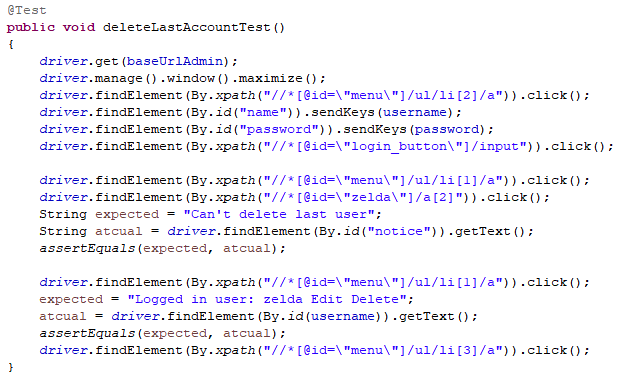 @Test
public void deleteLastAccountTest()
{
    driver.get(baseUrlAdmin);
    driver.manage().window().maximize();
    driver.findElement(By.xpath("//*[@id=\"menu\"]/ul/li[2]/a")).click();
    driver.findElement(By.id("name")).sendKeys(username);
    driver.findElement(By.id("password")).sendKeys(password);
    driver.findElement(By.xpath("//*[@id=\"login_button\"]/input")).click();

    driver.findElement(By.xpath("//*[@id=\"menu\"]/ul/li[1]/a")).click();
    driver.findElement(By.xpath("//*[@id=\"zelda\"]/a[2]")).click();
    String expected = "Can't delete last user";
    String atcual = driver.findElement(By.id("notice")).getText();
    assertEquals(expected, atcual);

    driver.findElement(By.xpath("//*[@id=\"menu\"]/ul/li[1]/a")).click();
    expected = "Logged in user: zelda Edit Delete";
    atcual = driver.findElement(By.id(username)).getText();
    assertEquals(expected, atcual);
    driver.findElement(By.xpath("//*[@id=\"menu\"]/ul/li[3]/a")).click();
}